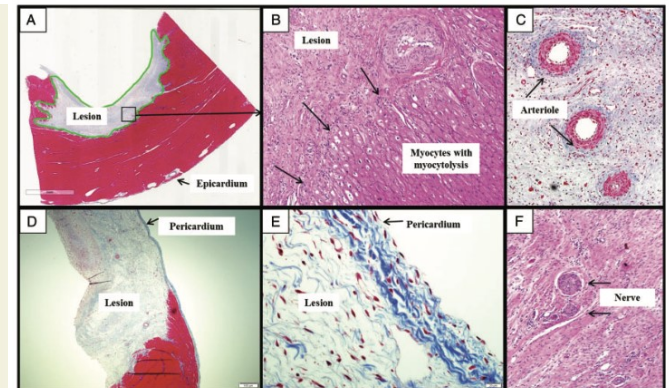 A
Lesion
Epicardium
B
Lesion
Myocytes with
myocytolysis
C
Arteriole
D
Pericardium
Lesion
E
Pericardium
Lesion
F
Nerve